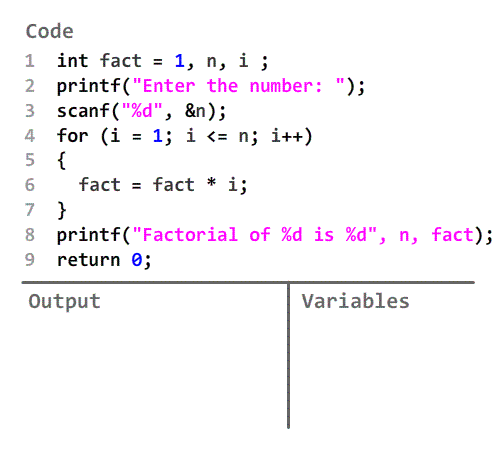 Code
1 int fact = 1, n, i ;
2 printf("Enter the number: ");
3 scanf("%d", &n);
4 for (i = 1; i <= n; i++)
5 {
6 fact = fact * i;
7 }
8 printf("Factorial of %d is %d", n, fact);
9 return 0;
Output
Variables